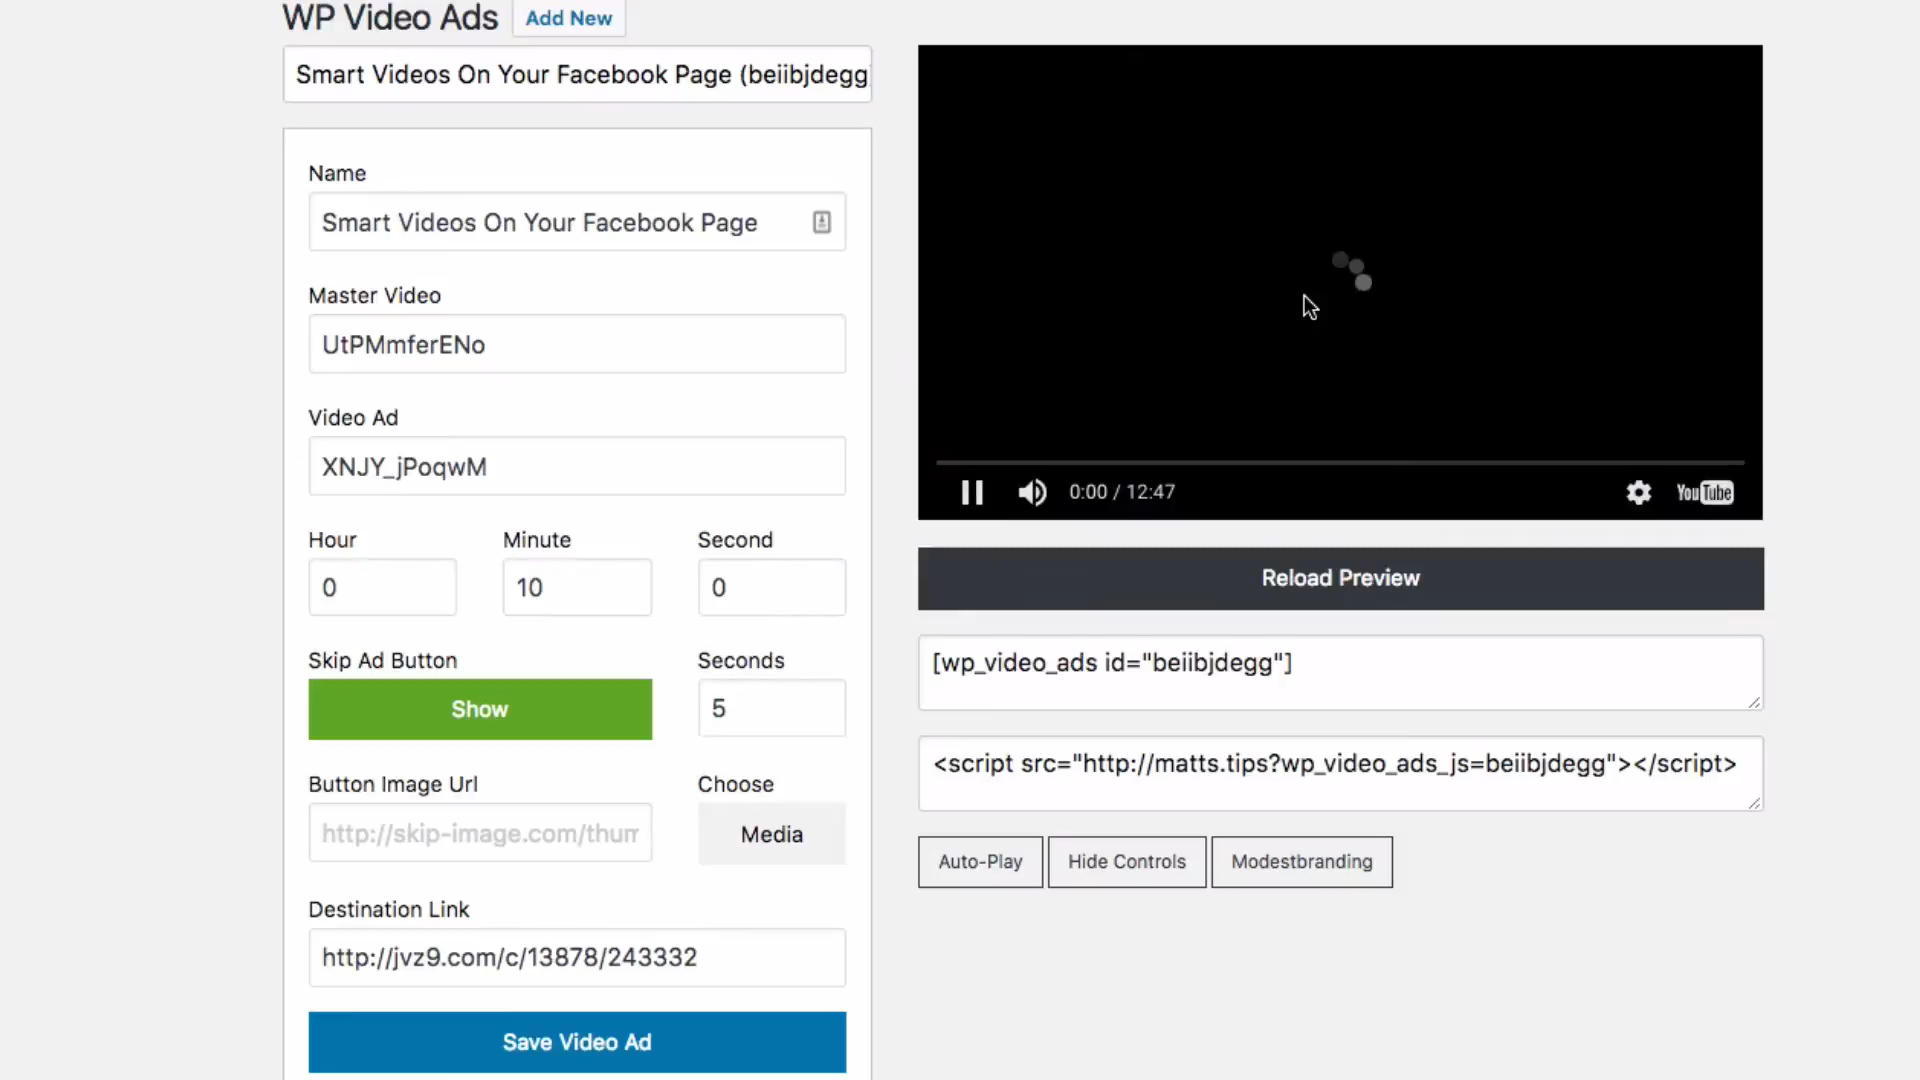 WP Video Ads Add New
Smart Videos On Your Facebook Page (beiibjdegg
Name
Smart Videos On Your Facebook Page
Master Video
UtPMmferENo
Video Ad
XNJY_jPoqwM
Hour Minute Second
0 10 0
Skip Ad Button Seconds
Show 5
Button Image Url Choose
http://skip-image.com/thum Media
Destination Link
http://jvz9.com/c/13878/243332
Save Video Ad
0:00 / 12:47 YouTube
Reload Preview
[wp_video_ads id="beiibjdegg"]
<script src="http://matts.tips?wp_video_ads_js=beiibjdegg"></script>
Auto-Play Hide Controls Modestbranding